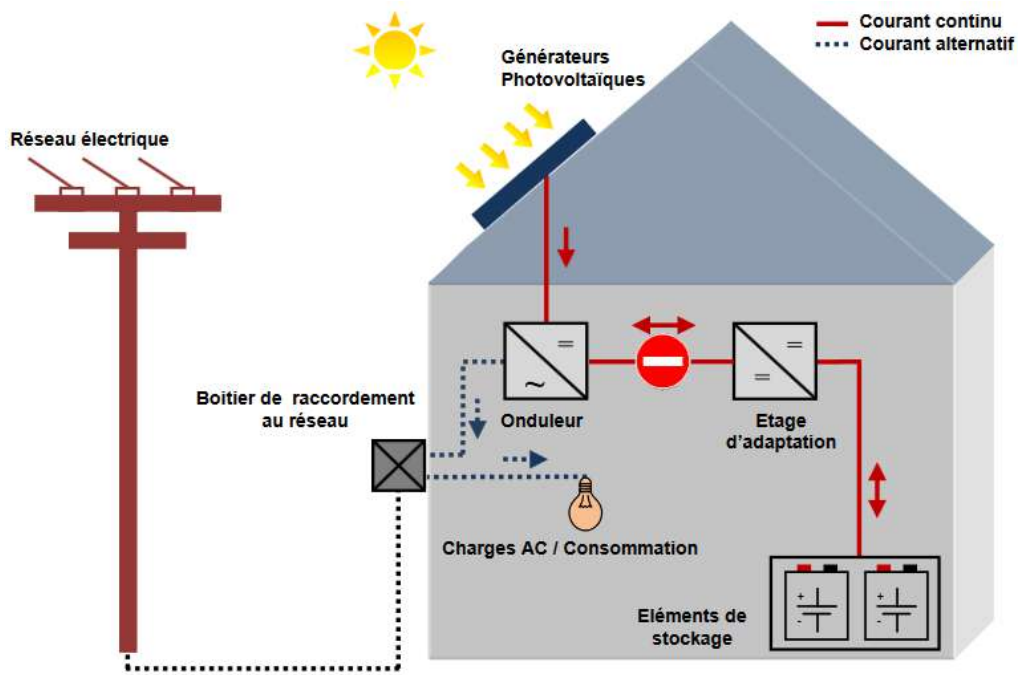 Courant continu
Courant alternatif
Générateurs
Photovoltaïques
Réseau électrique
=
~
Onduleur
=
=
Etage
d'adaptation
Boitier de raccordement
au réseau
Charges AC / Consommation
Eléments de
stockage
+
-
+
-